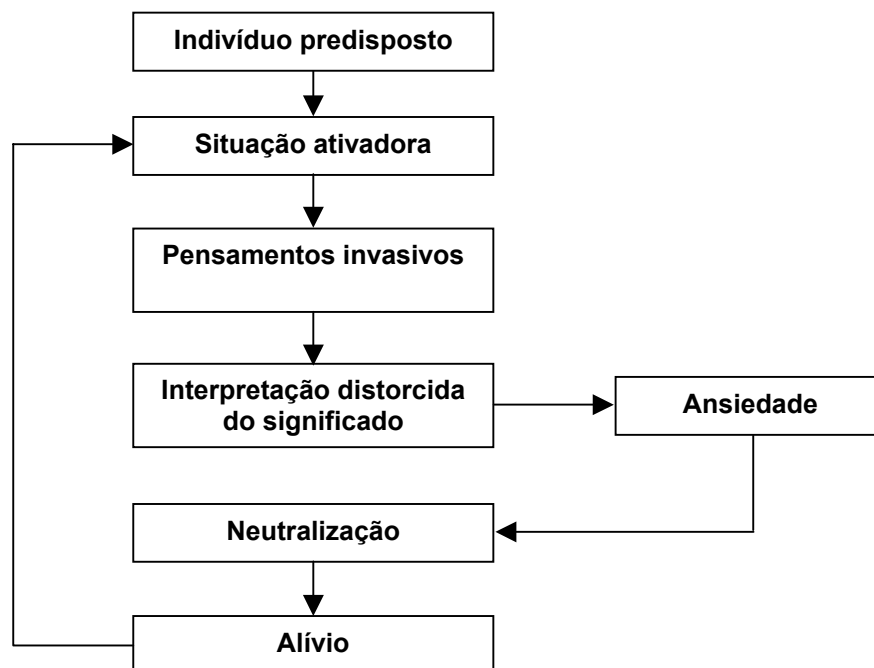 Indivíduo predisposto
Situação ativadora
Pensamentos invasivos
Interpretação distorcida
do significado
Ansiedade
Neutralização
Alívio